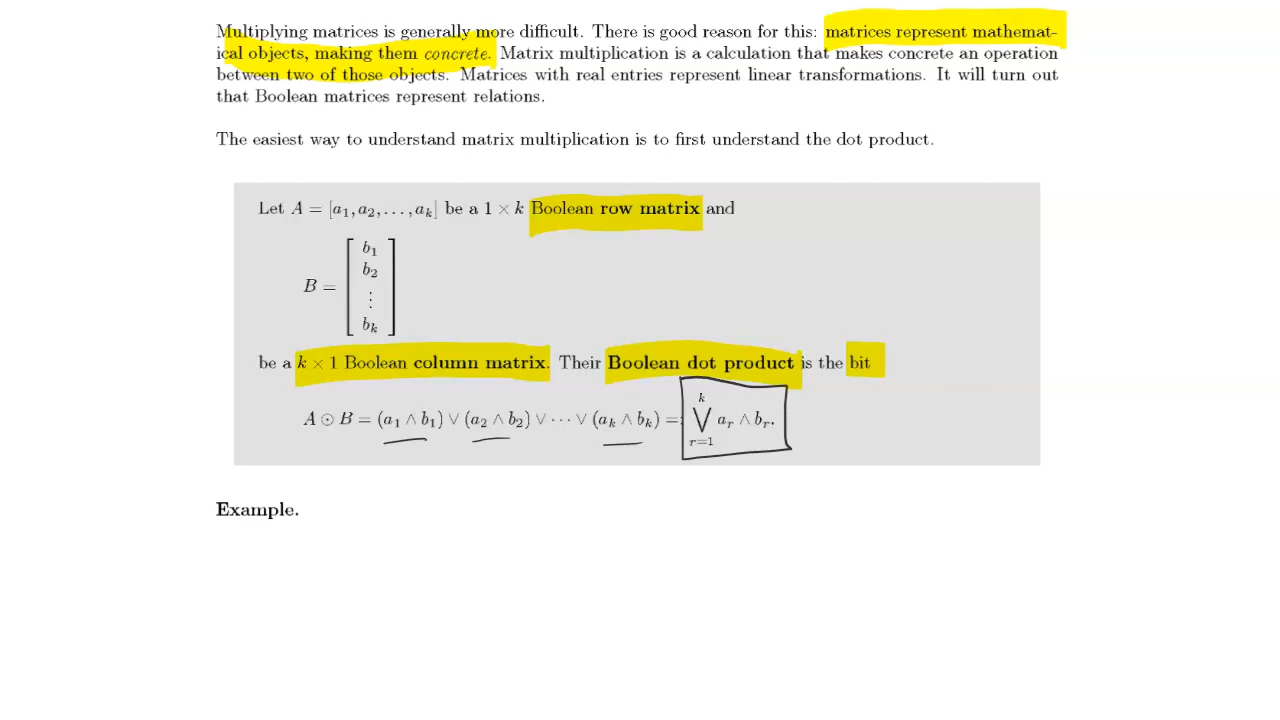 Multiplying matrices is generally more difficult. There is good reason for this: matrices represent mathemat-
ical objects, making them concrete. Matrix multiplication is a calculation that makes concrete an operation
between two of those objects. Matrices with real entries represent linear transformations. It will turn out
that Boolean matrices represent relations.
The easiest way to understand matrix multiplication is to first understand the dot product.
Let A = [a₁, a₂, . . . , aₖ] be a 1 × k Boolean row matrix and
b₁
b₂
B =
⋮
bₖ
be a k × 1 Boolean column matrix. Their Boolean dot product is the bit
k
A ⊙ B = (a₁ ∧ b₁) ∨ (a₂ ∧ b₂) ∨ ··· ∨ (aₖ ∧ bₖ) = ⋁ aᵣ ∧ bᵣ.
r=1
Example.